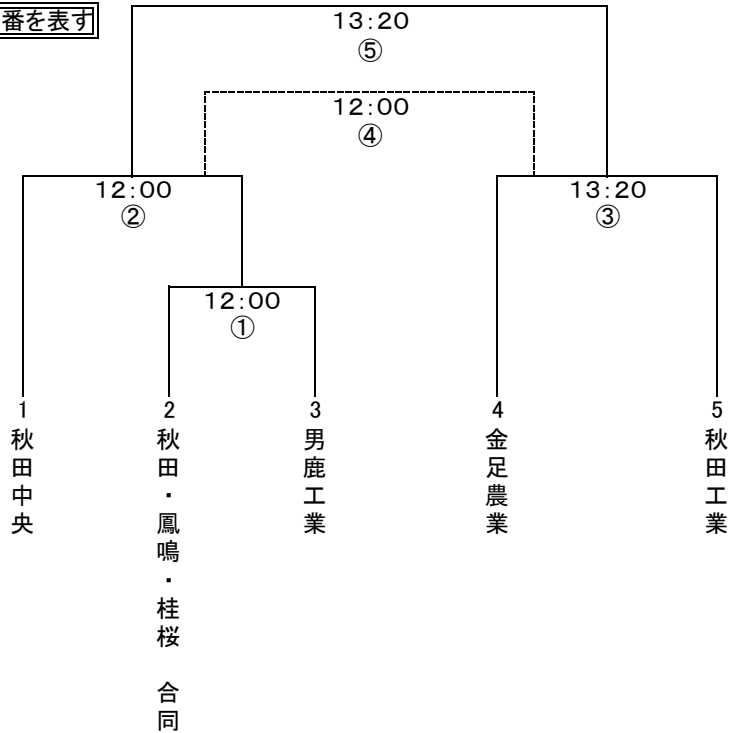 番を表す
13:20
⑤
12:00
④
12:00
②
13:20
③
12:00
①
1
秋田中央
2
秋田・鳳鳴・桂桜　合同
3
男鹿工業
4
金足農業
5
秋田工業